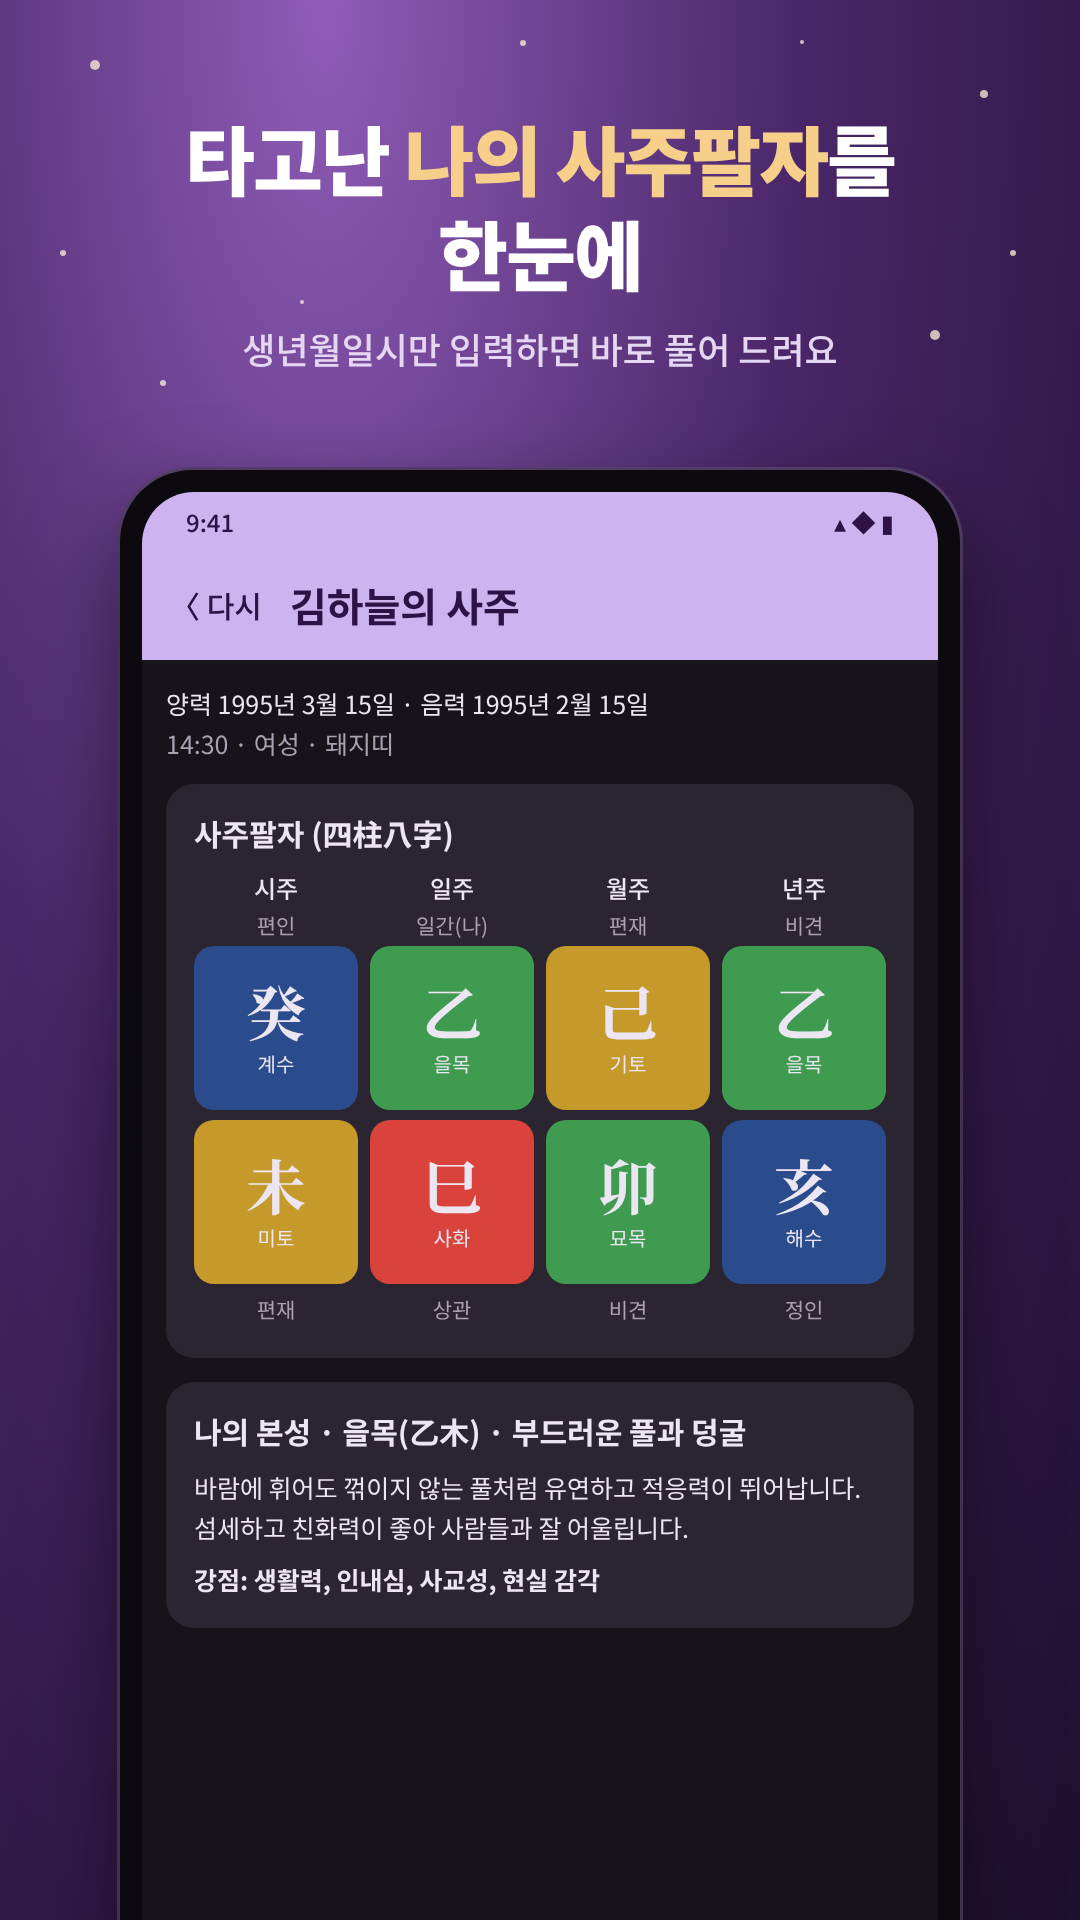 타고난 나의 사주팔자를
한눈에
생년월일시만 입력하면 바로 풀어 드려요
9:41
〈 다시 김하늘의 사주
양력 1995년 3월 15일 · 음력 1995년 2월 15일
14:30 · 여성 · 돼지띠
사주팔자 (四柱八字)
시주 일주 월주 년주
편인 일간(나) 편재 비견
癸 乙 己 乙
계수 을목 기토 을목
未 巳 卯 亥
미토 사화 묘목 해수
편재 상관 비견 정인
나의 본성 · 을목(乙木) · 부드러운 풀과 덩굴
바람에 휘어도 꺾이지 않는 풀처럼 유연하고 적응력이 뛰어납니다.
섬세하고 친화력이 좋아 사람들과 잘 어울립니다.
강점: 생활력, 인내심, 사교성, 현실 감각